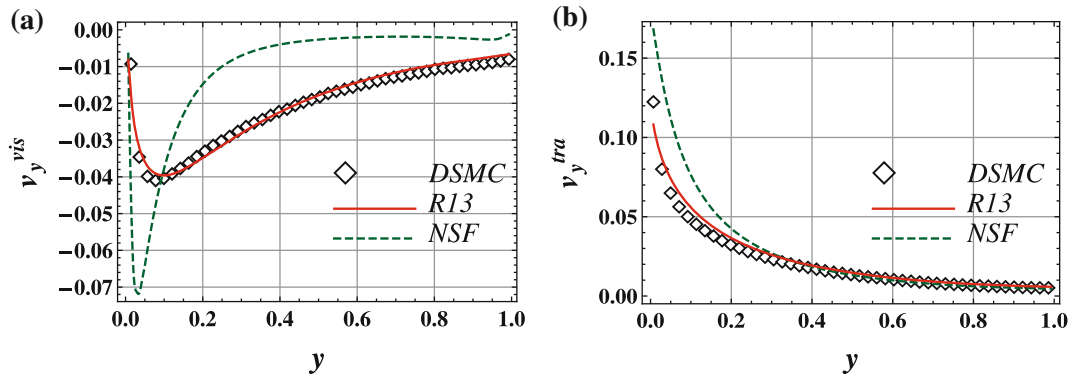 (a)
0.00
−0.01
−0.02
−0.03
−0.04
−0.05
−0.06
−0.07
v_y^vis
DSMC
R13
NSF
0.0 0.2 0.4 0.6 0.8 1.0
y
(b)
0.15
0.10
0.05
0.00
v_y^tra
DSMC
R13
NSF
0.0 0.2 0.4 0.6 0.8 1.0
y